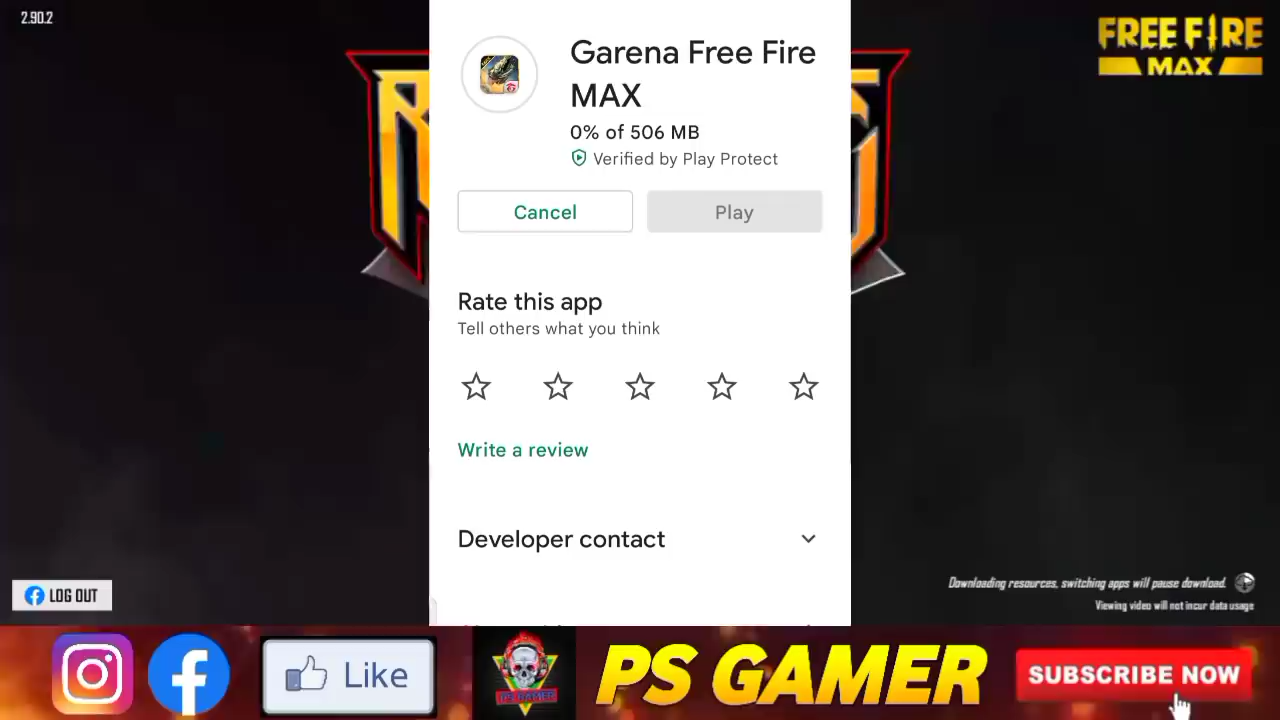 2.90.2
FREE FIRE
MAX
Garena Free Fire
MAX
0% of 506 MB
Verified by Play Protect
Cancel
Play
Rate this app
Tell others what you think
Write a review
Developer contact
LOG OUT
Downloading resources, switching apps will pause download.
Viewing video will not incur data usage
Like
PS GAMER
PS GAMER
SUBSCRIBE NOW